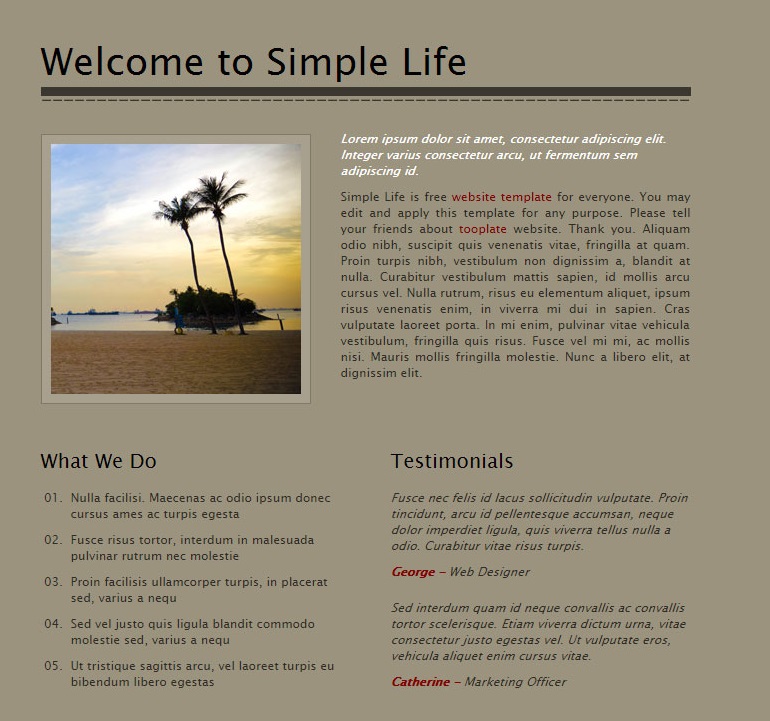 Welcome to Simple Life
Lorem ipsum dolor sit amet, consectetur adipiscing elit.
Integer varius consectetur arcu, ut fermentum sem
adipiscing id.
Simple Life is free website template for everyone. You may
edit and apply this template for any purpose. Please tell
your friends about tooplate website. Thank you. Aliquam
odio nibh, suscipit quis venenatis vitae, fringilla at quam.
Proin turpis nibh, vestibulum non dignissim a, blandit at
nulla. Curabitur vestibulum mattis sapien, id mollis arcu
cursus vel. Nulla rutrum, risus eu elementum aliquet, ipsum
risus venenatis enim, in viverra mi dui in sapien. Cras
vulputate laoreet porta. In mi enim, pulvinar vitae vehicula
vestibulum, fringilla quis risus. Fusce vel mi mi, ac mollis
nisi. Mauris mollis fringilla molestie. Nunc a libero elit, at
dignissim elit.
What We Do
01. Nulla facilisi. Maecenas ac odio ipsum donec
cursus ames ac turpis egesta
02. Fusce risus tortor, interdum in malesuada
pulvinar rutrum nec molestie
03. Proin facilisis ullamcorper turpis, in placerat
sed, varius a nequ
04. Sed vel justo quis ligula blandit commodo
molestie sed, varius a nequ
05. Ut tristique sagittis arcu, vel laoreet turpis eu
bibendum libero egestas
Testimonials
Fusce nec felis id lacus sollicitudin vulputate. Proin
tincidunt, arcu id pellentesque accumsan, neque
dolor imperdiet ligula, quis viverra tellus nulla a
odio. Curabitur vitae risus turpis.
George – Web Designer
Sed interdum quam id neque convallis ac convallis
tortor scelerisque. Etiam viverra dictum urna, vitae
consectetur justo egestas vel. Ut vulputate eros,
vehicula aliquet enim cursus vitae.
Catherine – Marketing Officer